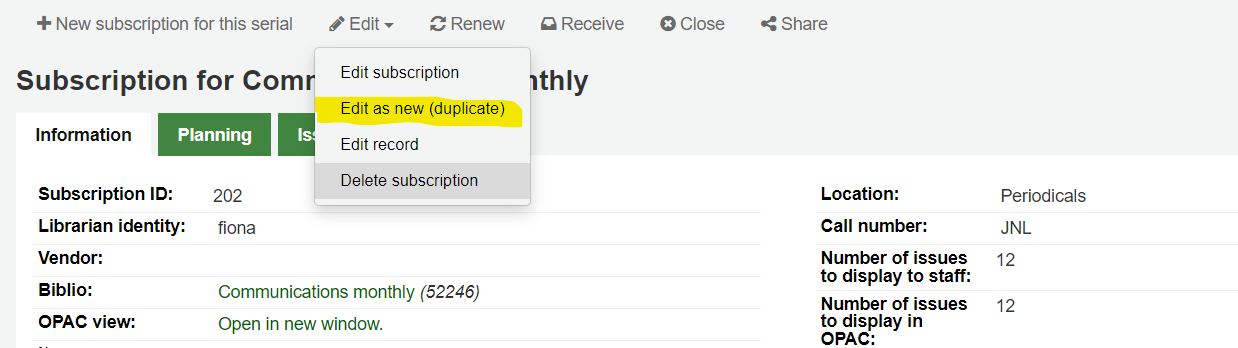 New subscription for this serial Edit Renew Receive Close Share
Edit subscription
Subscription for Comm thly
Edit as new (duplicate)
Information Planning Iss
Edit record
Delete subscription
Subscription ID: 202
Librarian identity: fiona
Vendor:
Biblio: Communications monthly (52246)
OPAC view: Open in new window.
Location: Periodicals
Call number: JNL
Number of issues
to display to staff: 12
Number of issues
to display in
OPAC: 12